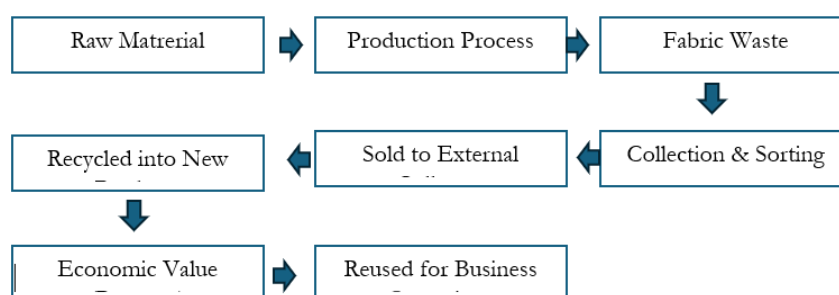 Raw Matrerial
Production Process
Fabric Waste
Collection & Sorting
Sold to External
Recycled into New
Economic Value
Reused for Business